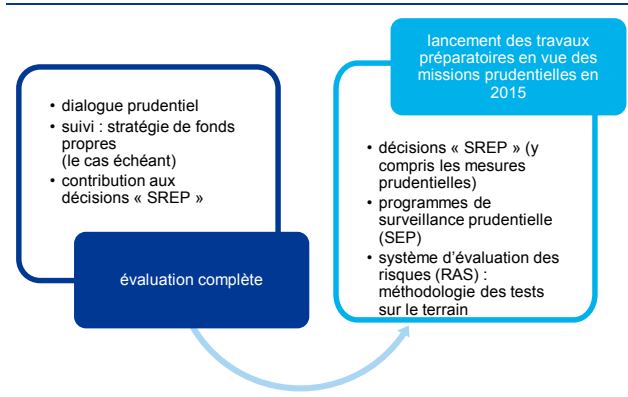 • dialogue prudentiel
• suivi : stratégie de fonds
propres
(le cas échéant)
• contribution aux
décisions « SREP »
évaluation complète
lancement des travaux
préparatoires en vue des
missions prudentielles en
2015
• décisions « SREP » (y
compris les mesures
prudentielles)
• programmes de
surveillance prudentielle
(SEP)
• système d’évaluation des
risques (RAS) :
méthodologie des tests
sur le terrain